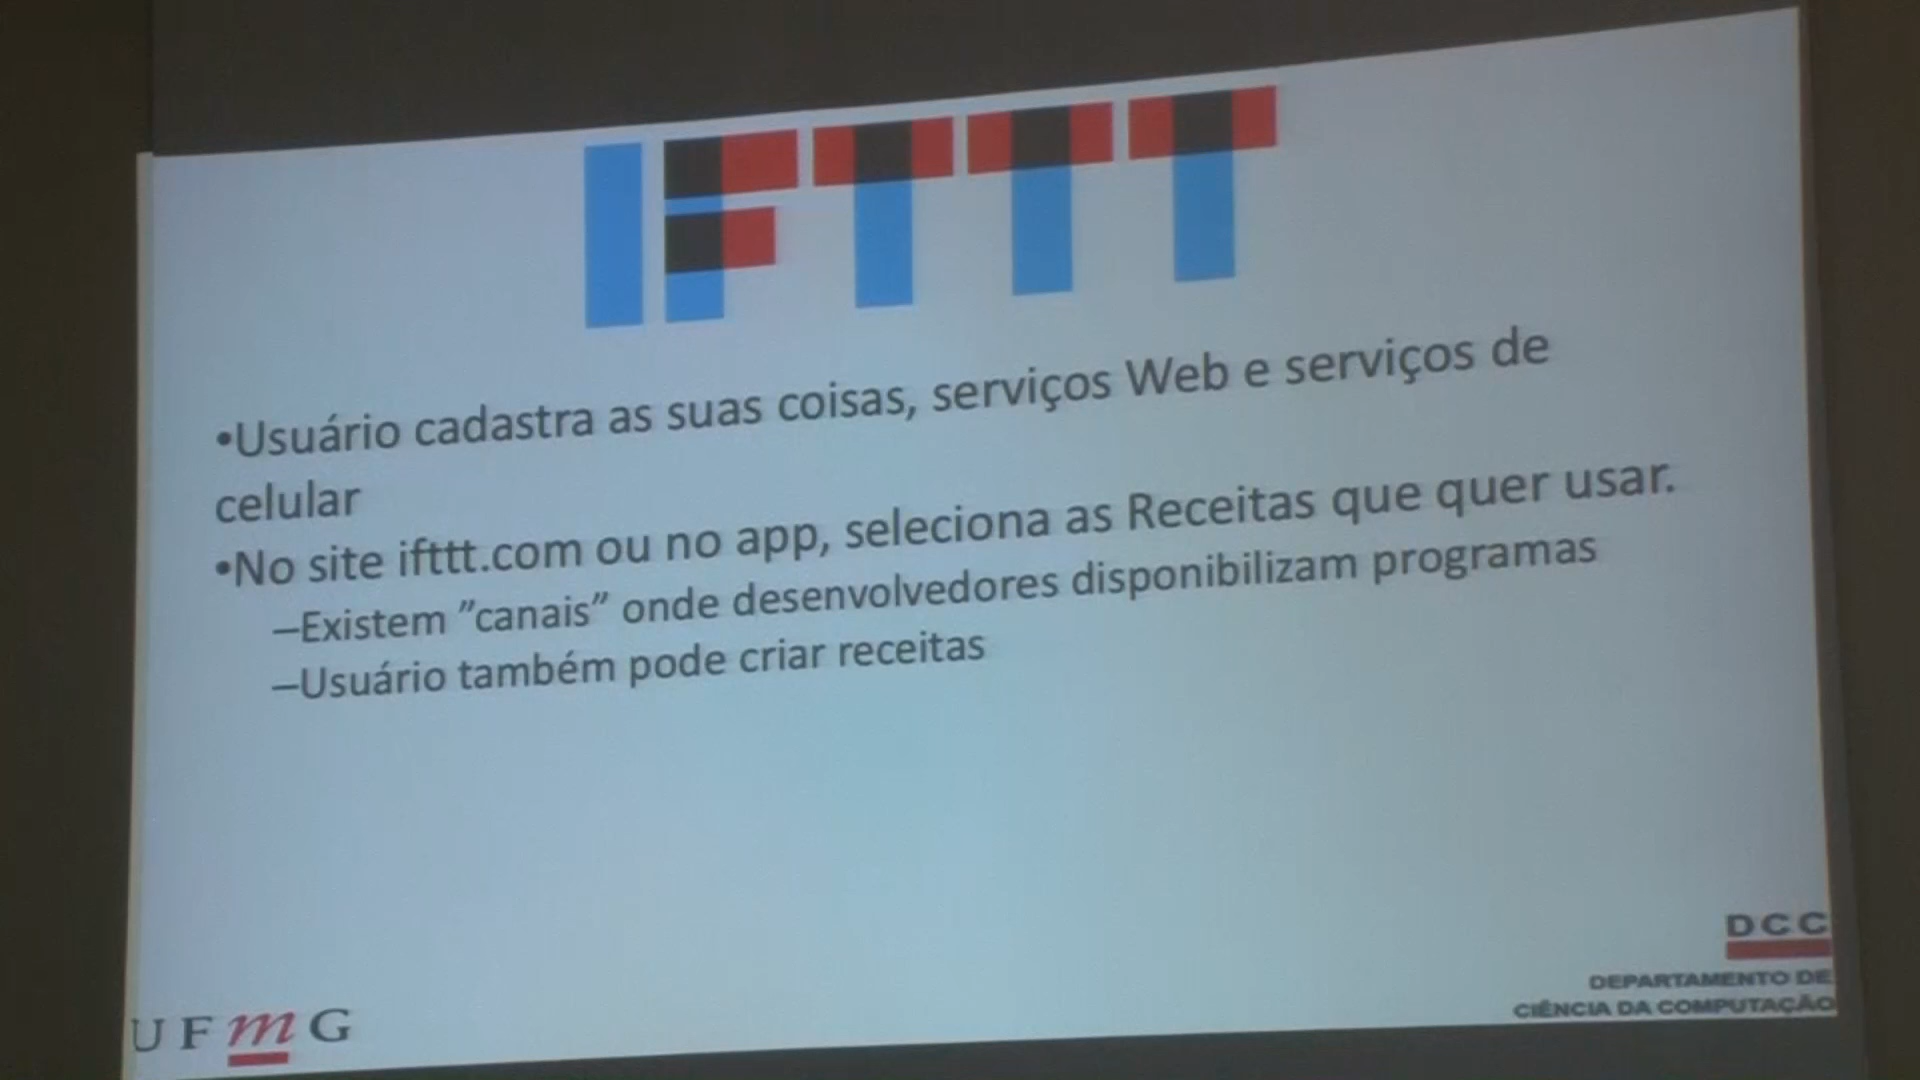 IFTTT
•Usuário cadastra as suas coisas, serviços Web e serviços de
celular
•No site ifttt.com ou no app, seleciona as Receitas que quer usar.
–Existem ”canais” onde desenvolvedores disponibilizam programas
–Usuário também pode criar receitas
UFmG
DCC
DEPARTAMENTO DE
CIÊNCIA DA COMPUTAÇÃO